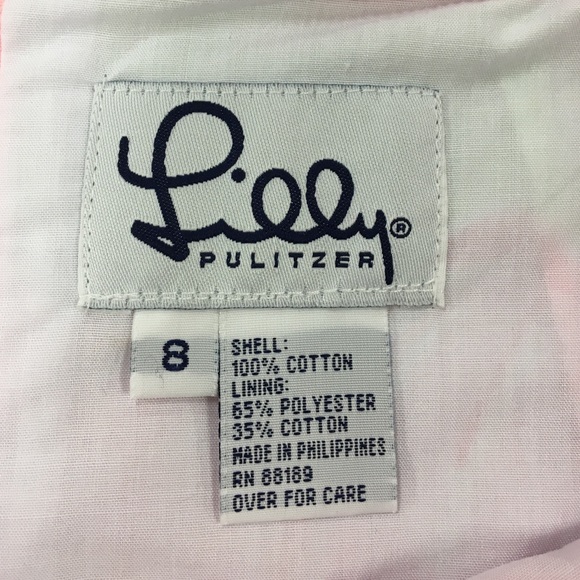 Lilly®
PULITZER
8
SHELL:
100% COTTON
LINING:
65% POLYESTER
35% COTTON
MADE IN PHILIPPINES
RN 88189
OVER FOR CARE